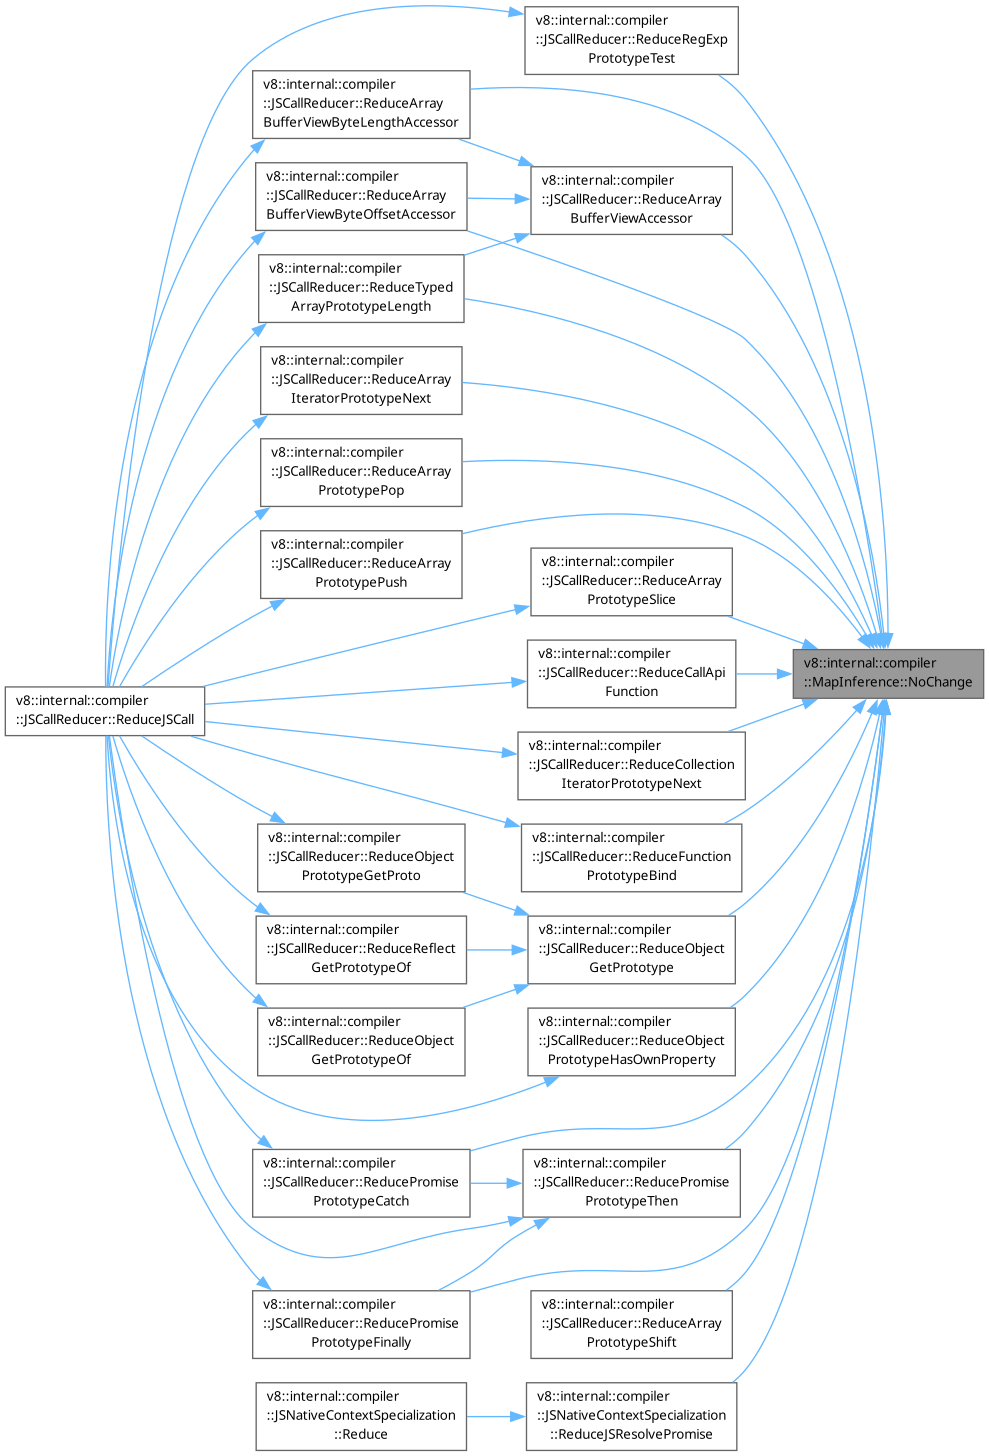 v8::internal::compiler
::JSCallReducer::ReduceRegExp
PrototypeTest
v8::internal::compiler
::JSCallReducer::ReduceArray
BufferViewByteLengthAccessor
v8::internal::compiler
::JSCallReducer::ReduceArray
BufferViewByteOffsetAccessor
v8::internal::compiler
::JSCallReducer::ReduceArray
BufferViewAccessor
v8::internal::compiler
::JSCallReducer::ReduceTyped
ArrayPrototypeLength
v8::internal::compiler
::JSCallReducer::ReduceArray
IteratorPrototypeNext
v8::internal::compiler
::JSCallReducer::ReduceArray
PrototypePop
v8::internal::compiler
::JSCallReducer::ReduceArray
PrototypePush
v8::internal::compiler
::JSCallReducer::ReduceArray
PrototypeSlice
v8::internal::compiler
::JSCallReducer::ReduceCallApi
Function
v8::internal::compiler
::MapInference::NoChange
v8::internal::compiler
::JSCallReducer::ReduceJSCall
v8::internal::compiler
::JSCallReducer::ReduceCollection
IteratorPrototypeNext
v8::internal::compiler
::JSCallReducer::ReduceObject
PrototypeGetProto
v8::internal::compiler
::JSCallReducer::ReduceFunction
PrototypeBind
v8::internal::compiler
::JSCallReducer::ReduceReflect
GetPrototypeOf
v8::internal::compiler
::JSCallReducer::ReduceObject
GetPrototype
v8::internal::compiler
::JSCallReducer::ReduceObject
GetPrototypeOf
v8::internal::compiler
::JSCallReducer::ReduceObject
PrototypeHasOwnProperty
v8::internal::compiler
::JSCallReducer::ReducePromise
PrototypeCatch
v8::internal::compiler
::JSCallReducer::ReducePromise
PrototypeThen
v8::internal::compiler
::JSCallReducer::ReducePromise
PrototypeFinally
v8::internal::compiler
::JSCallReducer::ReduceArray
PrototypeShift
v8::internal::compiler
::JSNativeContextSpecialization
::Reduce
v8::internal::compiler
::JSNativeContextSpecialization
::ReduceJSResolvePromise